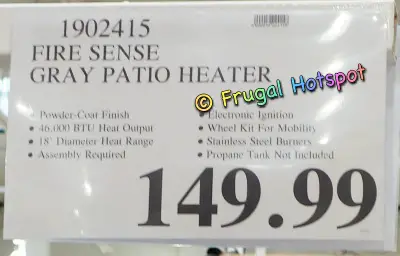 1902415
FIRE SENSE
GRAY PATIO HEATER
© Frugal Hotspot
• Powder-Coat Finish
• 46,000 BTU Heat Output
• 18' Diameter Heat Range
• Assembly Required
• Electronic Ignition
• Wheel Kit For Mobility
• Stainless Steel Burners
• Propane Tank Not Included
149.99